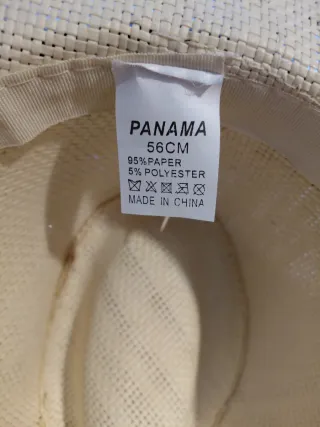 PANAMA
56CM
95%PAPER
5% POLYESTER
MADE IN CHINA